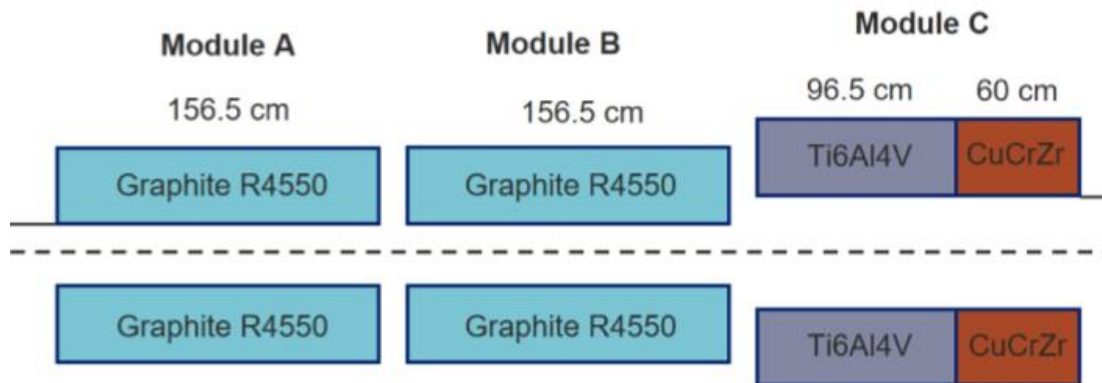 Module A
Module B
Module C
156.5 cm
156.5 cm
96.5 cm
60 cm
Graphite R4550
Graphite R4550
Ti6Al4V
CuCrZr
Graphite R4550
Graphite R4550
Ti6Al4V
CuCrZr